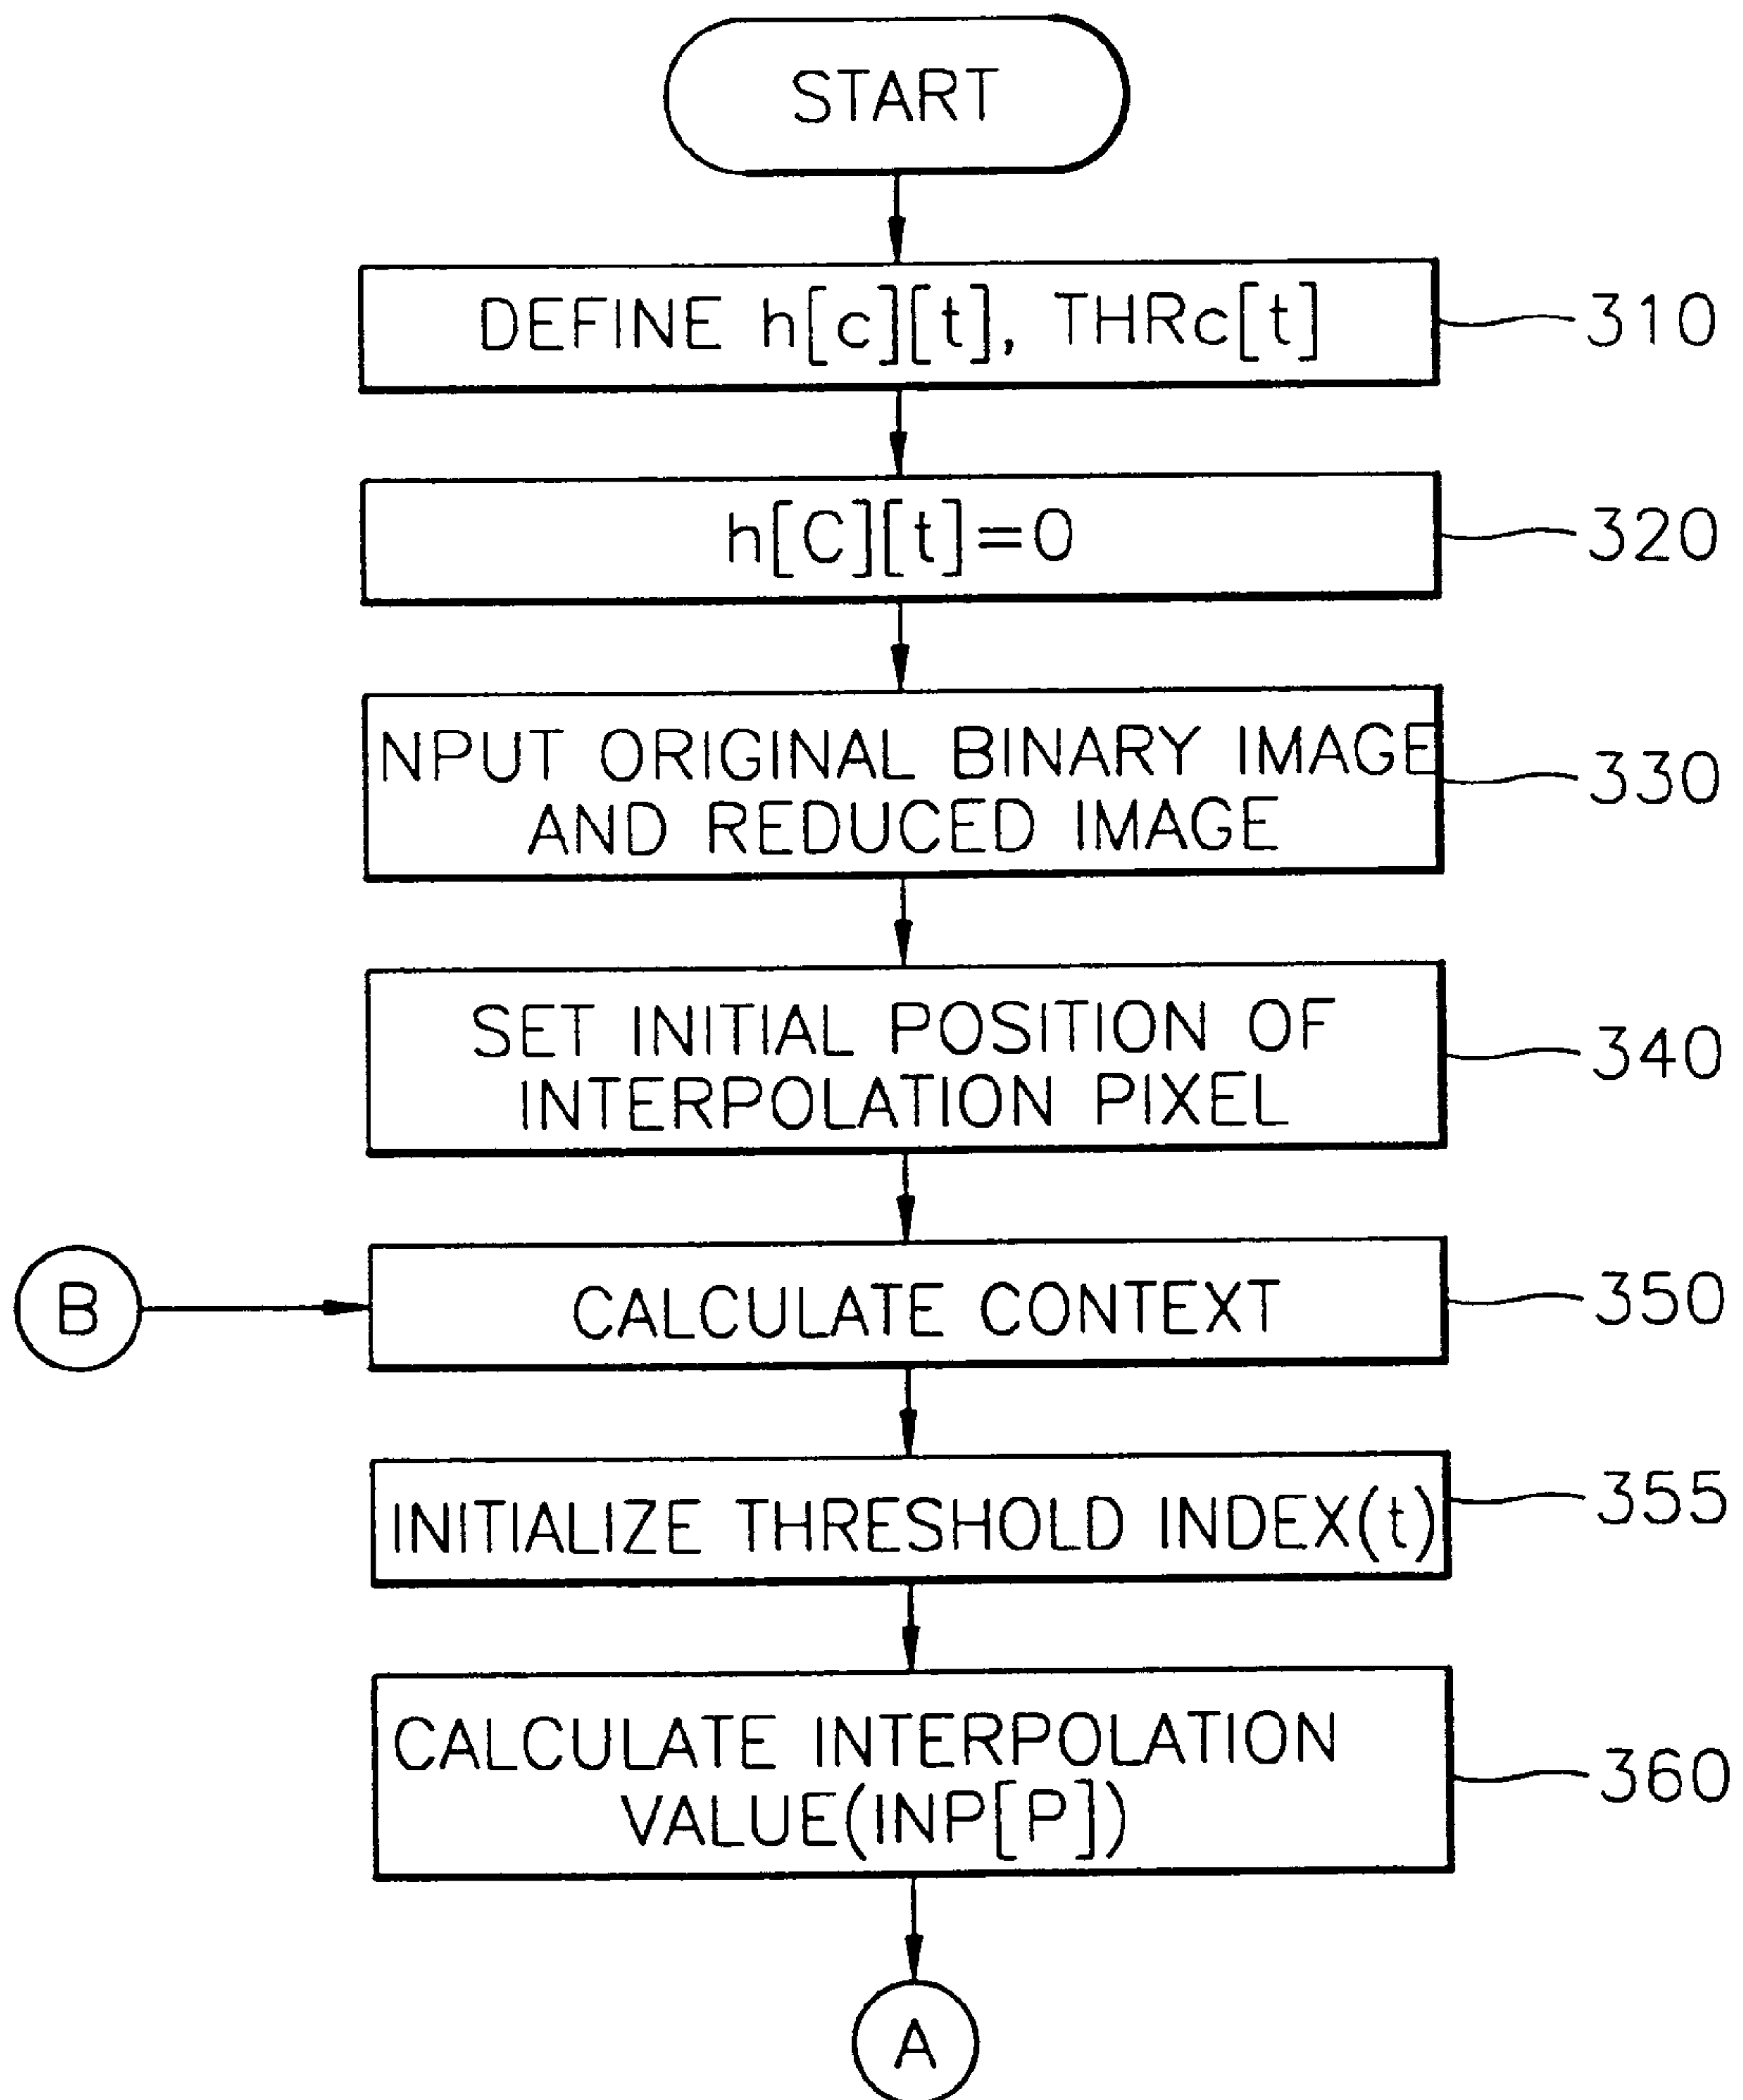 START
DEFINE h[c][t], THRc[t]
310
h[C][t]=0
320
NPUT ORIGINAL BINARY IMAGE
AND REDUCED IMAGE
330
SET INITIAL POSITION OF
INTERPOLATION PIXEL
340
B
CALCULATE CONTEXT
350
INITIALIZE THRESHOLD INDEX(t)
355
CALCULATE INTERPOLATION
VALUE(INP[P])
360
A